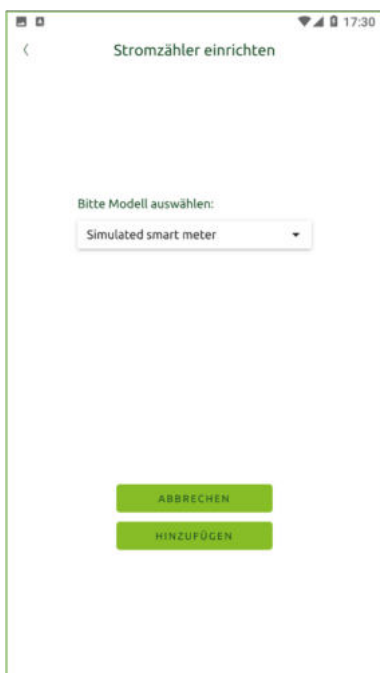 17:30
Stromzähler einrichten
Bitte Modell auswählen:
Simulated smart meter
ABBRECHEN
HINZUFÜGEN